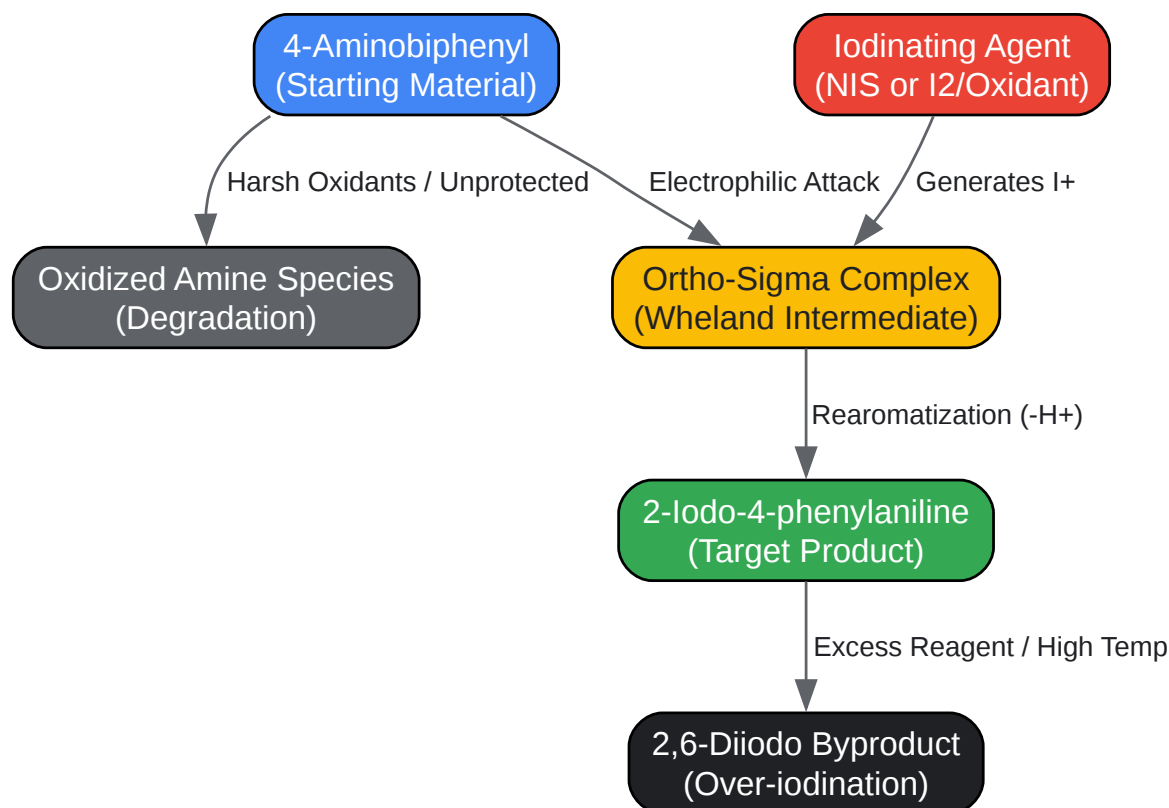 4-Aminobiphenyl
(Starting Material)
Iodinating Agent
(NIS or I2/Oxidant)
Harsh Oxidants / Unprotected
Electrophilic Attack
Generates I+
Oxidized Amine Species
(Degradation)
Ortho-Sigma Complex
(Wheland Intermediate)
Rearomatization (-H+)
2-Iodo-4-phenylaniline
(Target Product)
Excess Reagent / High Temp
2,6-Diiodo Byproduct
(Over-iodination)